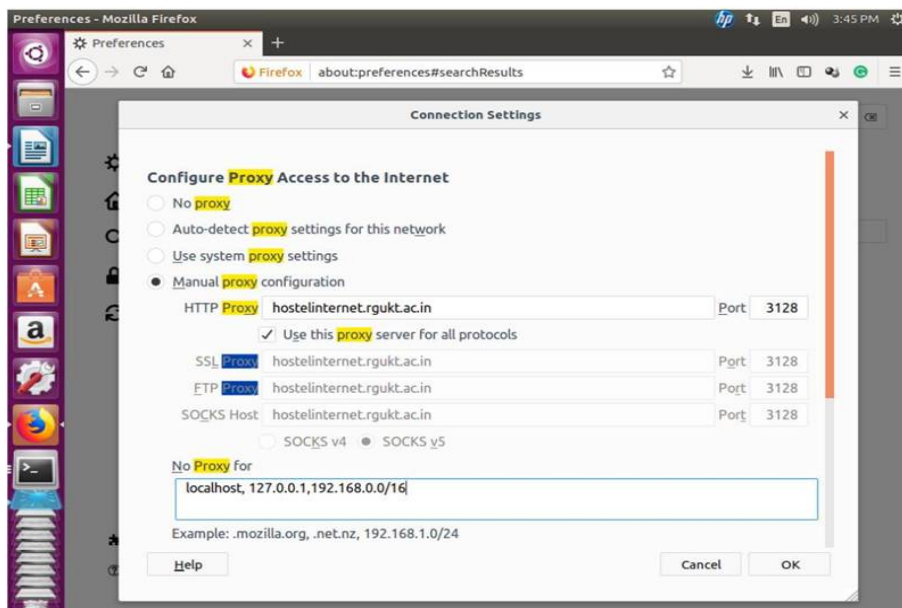 Preferences - Mozilla Firefox
hp En 3:45 PM
Preferences
Firefox about:preferences#searchResults
Connection Settings
Configure Proxy Access to the Internet
No proxy
Auto-detect proxy settings for this network
Use system proxy settings
Manual proxy configuration
HTTP Proxy hostelinternet.rgukt.ac.in Port 3128
Use this proxy server for all protocols
SSL Proxy hostelinternet.rgukt.ac.in Port 3128
FTP Proxy hostelinternet.rgukt.ac.in Port 3128
SOCKS Host hostelinternet.rgukt.ac.in Port 3128
SOCKS v4 SOCKS v5
No Proxy for
localhost, 127.0.0.1,192.168.0.0/16
Example: .mozilla.org, .net.nz, 192.168.1.0/24
Help Cancel OK